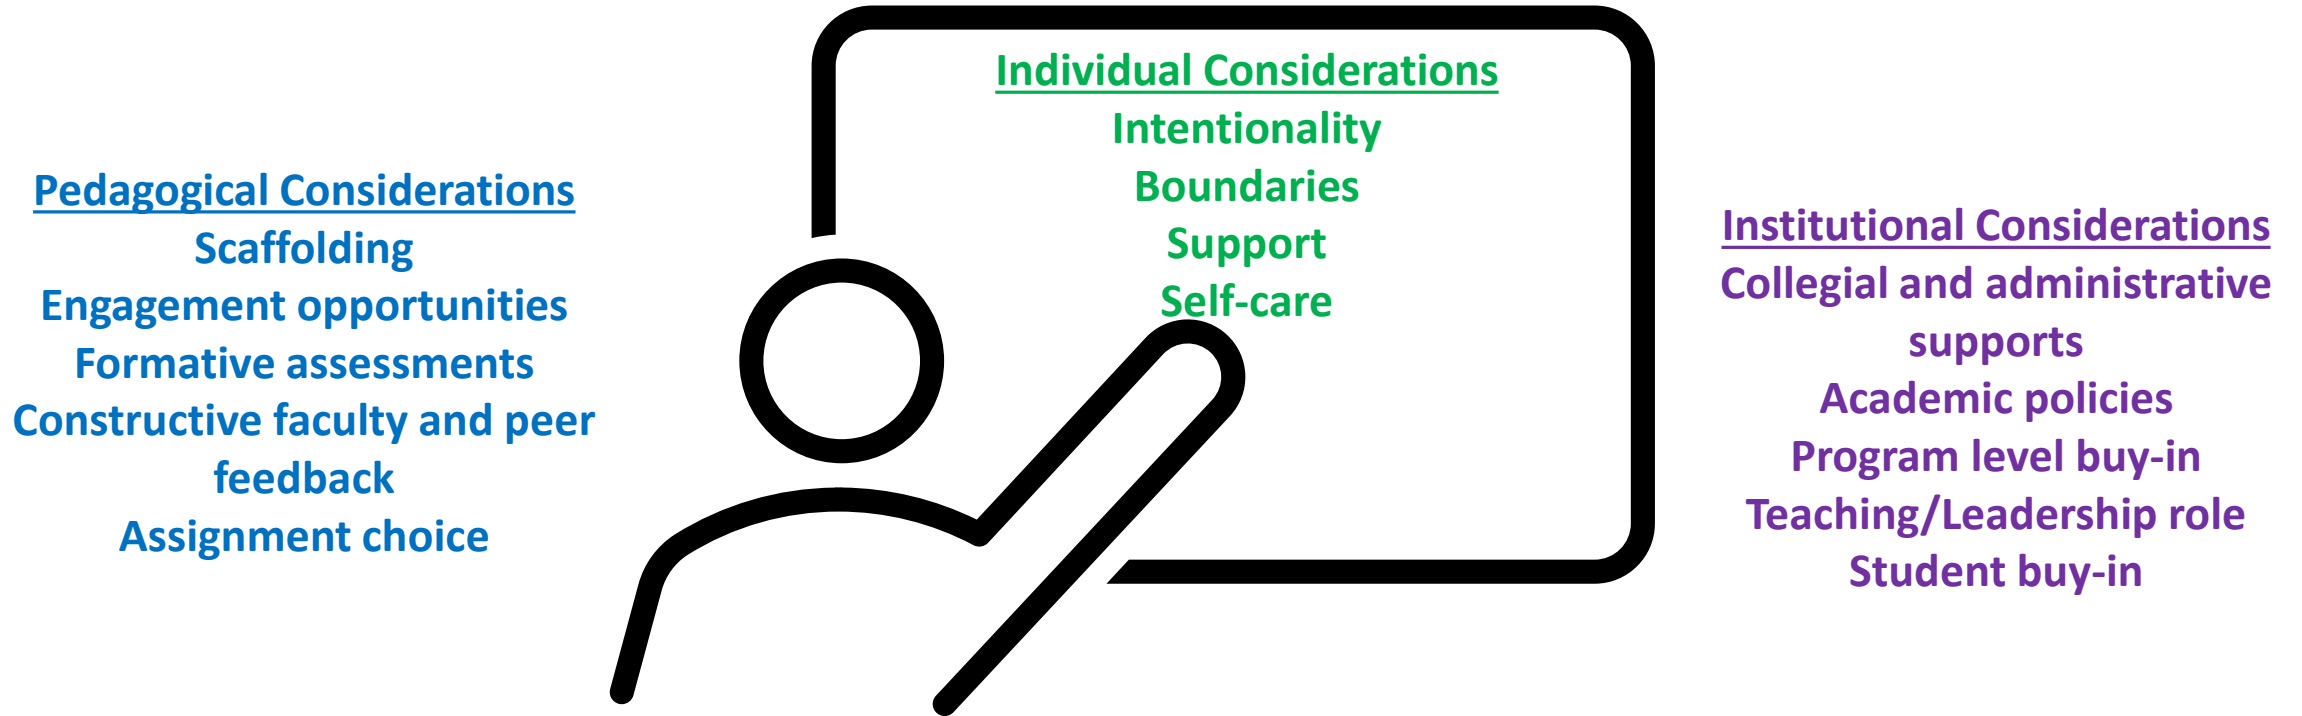 Pedagogical Considerations
Scaffolding
Engagement opportunities
Formative assessments
Constructive faculty and peer
feedback
Assignment choice
Individual Considerations
Intentionality
Boundaries
Support
Self-care
Institutional Considerations
Collegial and administrative
supports
Academic policies
Program level buy-in
Teaching/Leadership role
Student buy-in